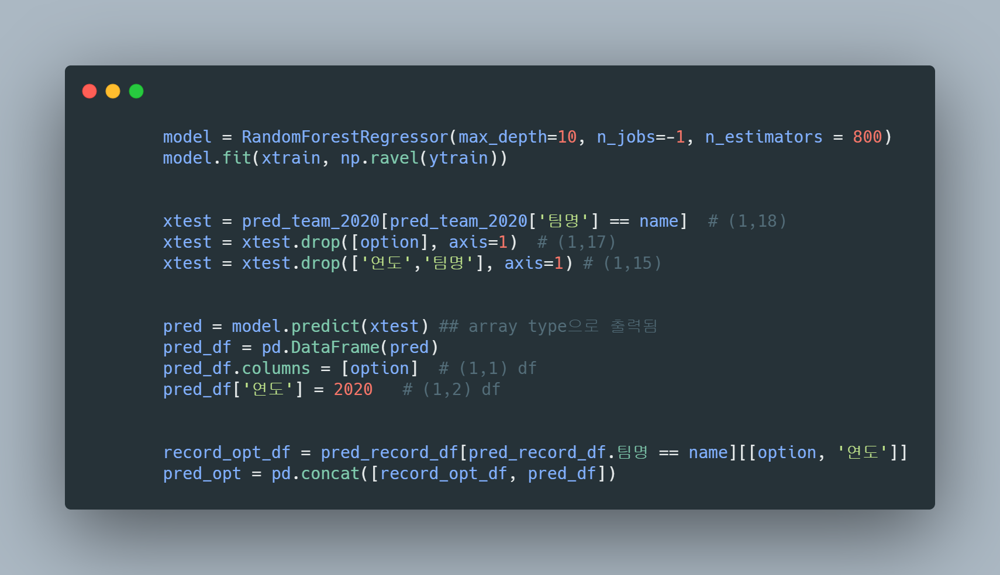 model = RandomForestRegressor(max_depth=10, n_jobs=-1, n_estimators = 800)
model.fit(xtrain, np.ravel(ytrain))
xtest = pred_team_2020[pred_team_2020['팀명'] == name]  # (1,18)
xtest = xtest.drop([option], axis=1)  # (1,17)
xtest = xtest.drop(['연도','팀명'], axis=1) # (1,15)
pred = model.predict(xtest) ## array type으로 출력됨
pred_df = pd.DataFrame(pred)
pred_df.columns = [option]  # (1,1) df
pred_df['연도'] = 2020   # (1,2) df
record_opt_df = pred_record_df[pred_record_df.팀명 == name][[option, '연도']]
pred_opt = pd.concat([record_opt_df, pred_df])